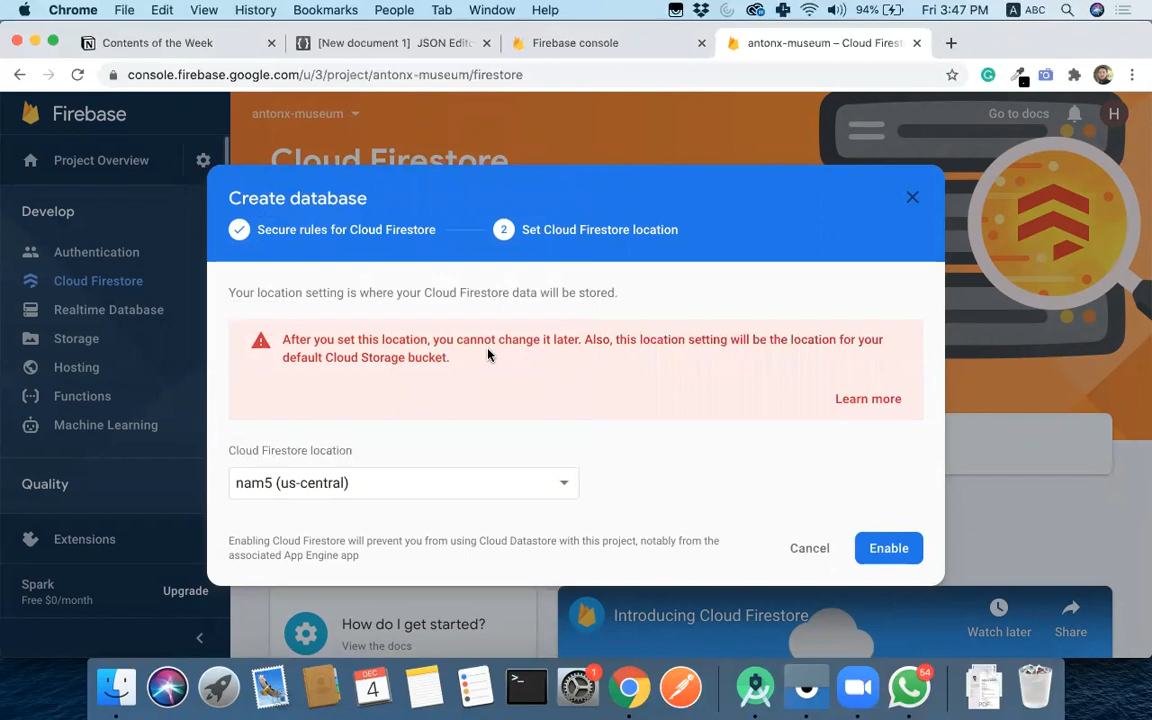 Chrome File Edit View History Bookmarks People Tab Window Help 94% Fri 3:47 PM A ABC
Contents of the Week
[New document 1] JSON Edit
Firebase console
antonx-museum – Cloud Firest
console.firebase.google.com/u/3/project/antonx-museum/firestore
Firebase
antonx-museum
Go to docs
H
Project Overview
Cloud Firestore
Develop
Authentication
Cloud Firestore
Realtime Database
Storage
Hosting
Functions
Machine Learning
Quality
Extensions
Spark
Free $0/month
Upgrade
Create database
Secure rules for Cloud Firestore
2 Set Cloud Firestore location
Your location setting is where your Cloud Firestore data will be stored.
After you set this location, you cannot change it later. Also, this location setting will be the location for your
default Cloud Storage bucket.
Learn more
Cloud Firestore location
nam5 (us-central)
Enabling Cloud Firestore will prevent you from using Cloud Datastore with this project, notably from the
associated App Engine app
Cancel
Enable
How do I get started?
View the docs
Introducing Cloud Firestore
Watch later
Share
DEC
4
1
54
PDF